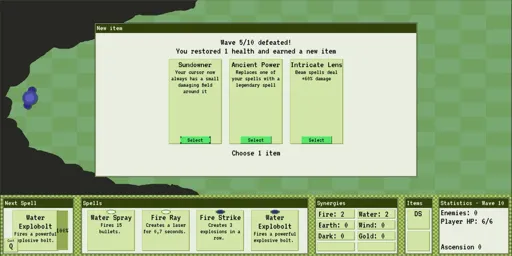 New item
Wave 5/10 defeated!
You restored 1 health and earned a new item
Sundowner
Your cursor now
always has a small
damaging field
around it
Select
Ancient Power
Replaces one of
your spells with a
legendary spell
Select
Intricate Lens
Beam spells deal
+60% damage
Select
Choose 1 item
Next Spell
Water
Explobolt
Fires a powerful
explosive bolt.
100%
Q
Spells
Water Spray
Fires 15
bullets.
Fire Ray
Creates a laser
for 0,7 seconds.
Fire Strike
Creates 3
explosions in a
row.
Water
Explobolt
Fires a powerful
explosive bolt.
Synergies
Fire: 2
Water: 2
Earth: 0
Wind: 0
Dark: 0
Gold: 0
Items
DS
Statistics - Wave 10
Enemies: 0
Player HP: 6/6
Ascension 0